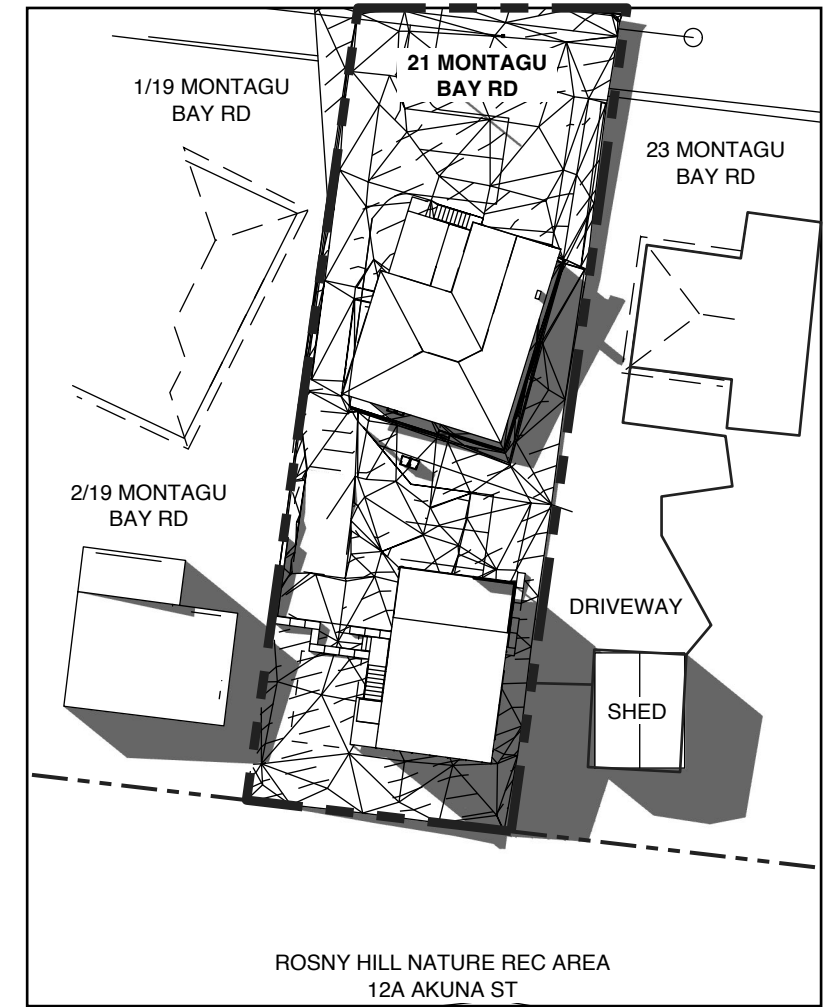 21 MONTAGU
BAY RD
1/19 MONTAGU
BAY RD
23 MONTAGU
BAY RD
2/19 MONTAGU
BAY RD
DRIVEWAY
SHED
ROSNY HILL NATURE REC AREA
12A AKUNA ST